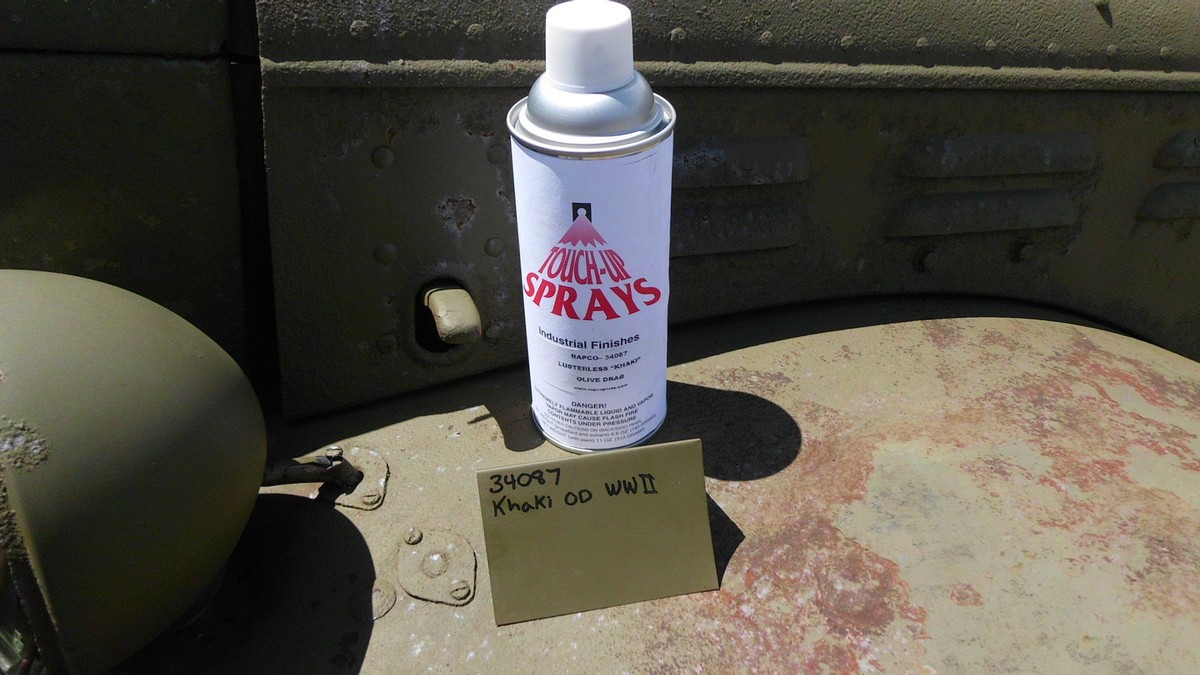 TOUCH-UP
SPRAYS
Industrial Finishes
RAPCO- 34087
LUSTERLESS "KHAKI"
OLIVE DRAB
DANGER!
EXTREMELY FLAMMABLE LIQUID AND VAPOR
VAPOR MAY CAUSE FLASH FIRE
CONTENTS UNDER PRESSURE
34087
Khaki OD WWII